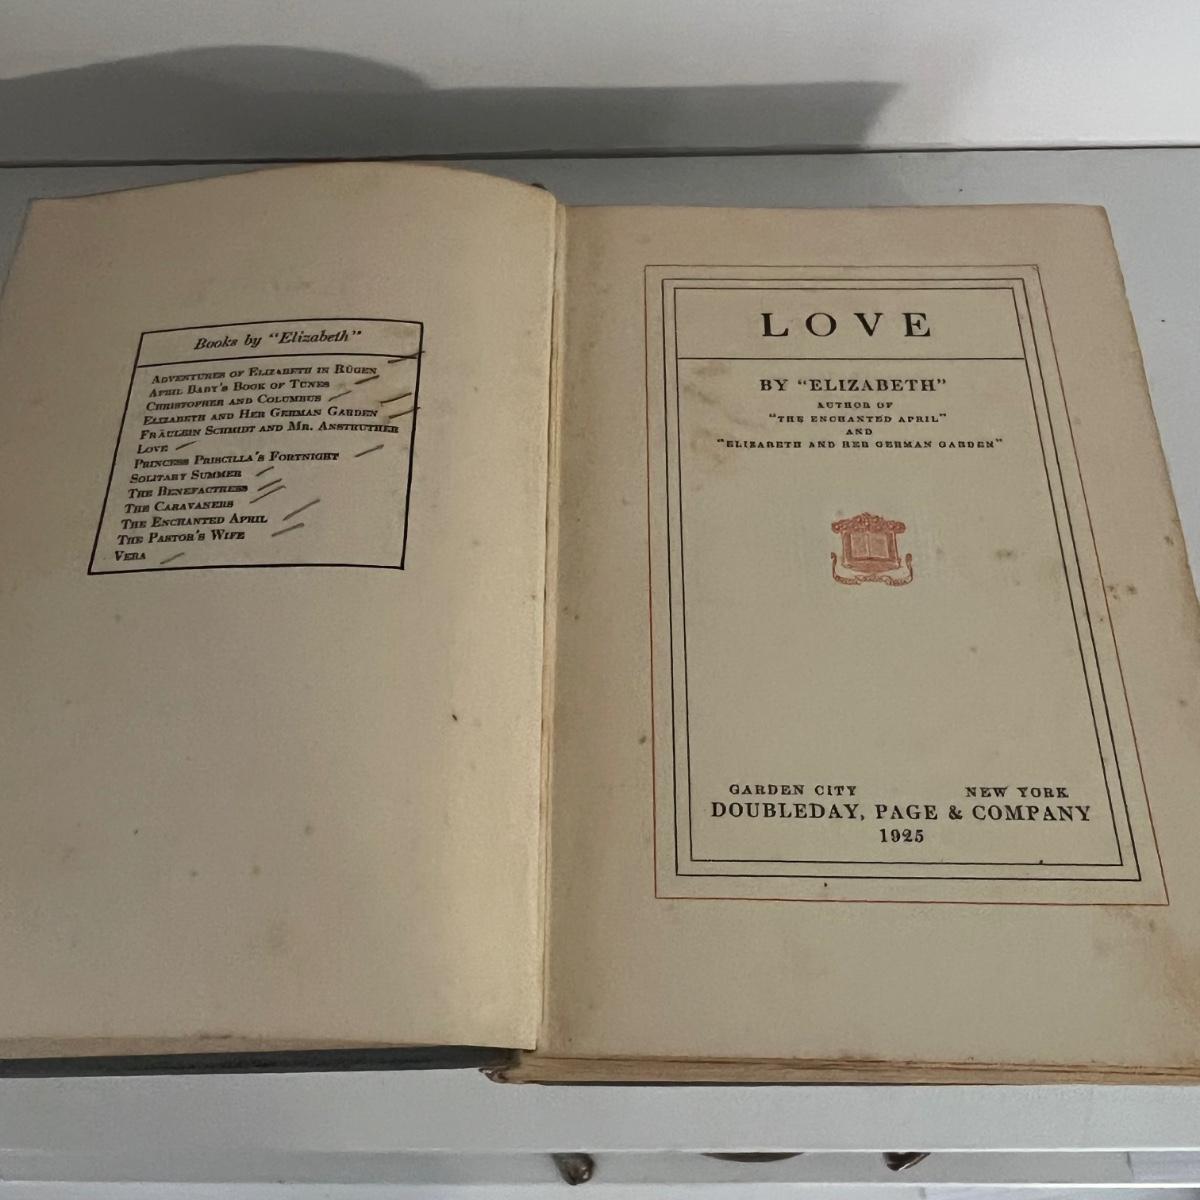 Books by "Elizabeth"
ADVENTURES OF ELIZABETH IN RÜGEN
APRIL BABY'S BOOK OF TUNES
CHRISTOPHER AND COLUMBUS
ELIZABETH AND HER GERMAN GARDEN
FRÄULEIN SCHMIDT AND MR. ANSTRUTHER
LOVE
PRINCESS PRISCILLA'S FORTNIGHT
SOLITARY SUMMER
THE BENEFACTRESS
THE CARAVANERS
THE ENCHANTED APRIL
THE PASTOR'S WIFE
VERA
LOVE
BY "ELIZABETH"
AUTHOR OF
"THE ENCHANTED APRIL"
AND
"ELIZABETH AND HER GERMAN GARDEN"
GARDEN CITY NEW YORK
DOUBLEDAY, PAGE & COMPANY
1925